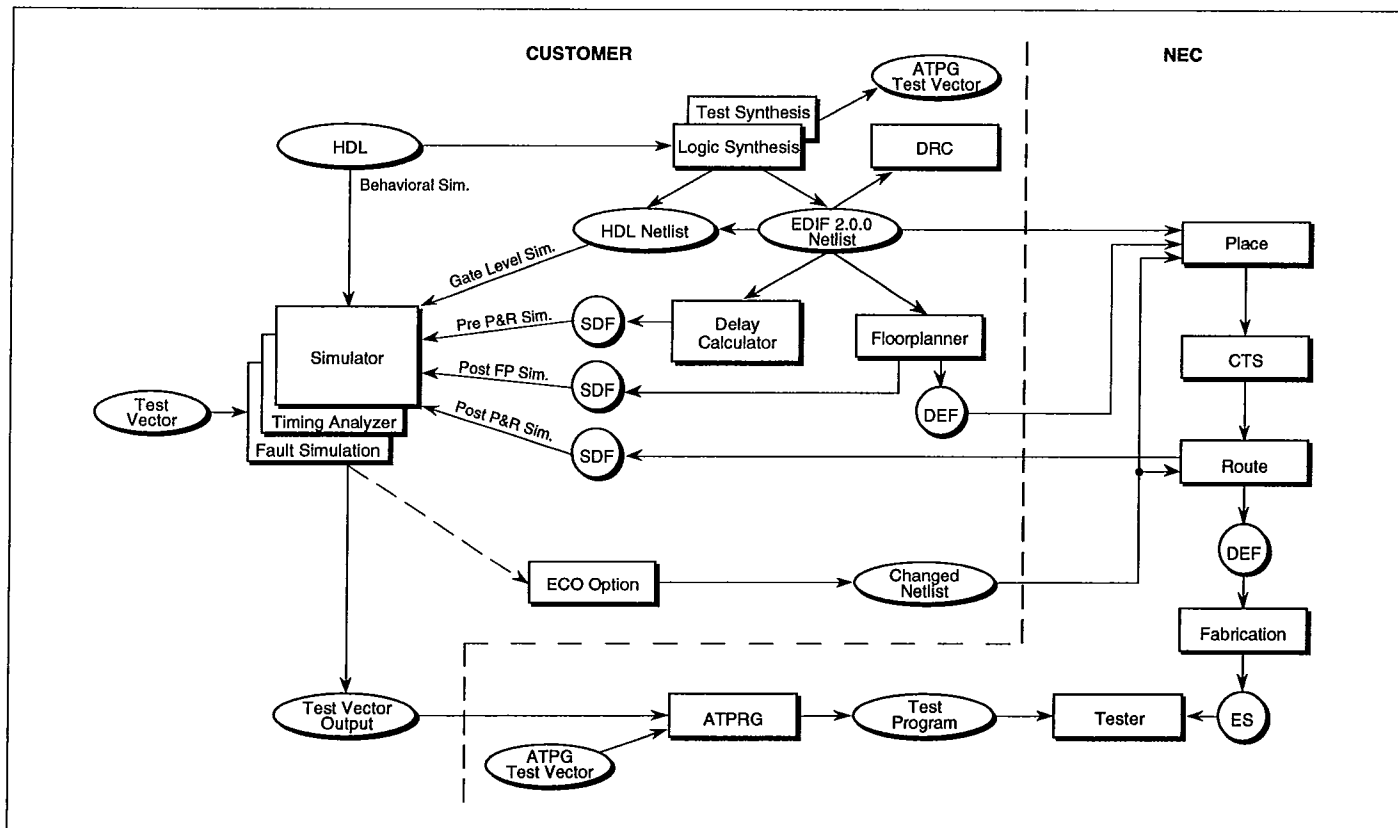 CUSTOMER
NEC
ATPG
Test Vector
Test Synthesis
Logic Synthesis
DRC
HDL
Behavioral Sim.
HDL Netlist
EDIF 2.0.0
Netlist
Place
Gate Level Sim.
Pre P&R Sim.
SDF
Delay
Calculator
Floorplanner
Simulator
CTS
Post FP Sim.
SDF
DEF
Test
Vector
Timing Analyzer
Fault Simulation
Post P&R Sim.
SDF
Route
DEF
ECO Option
Changed
Netlist
Fabrication
Test Vector
Output
ATPRG
Test
Program
Tester
ES
ATPG
Test Vector